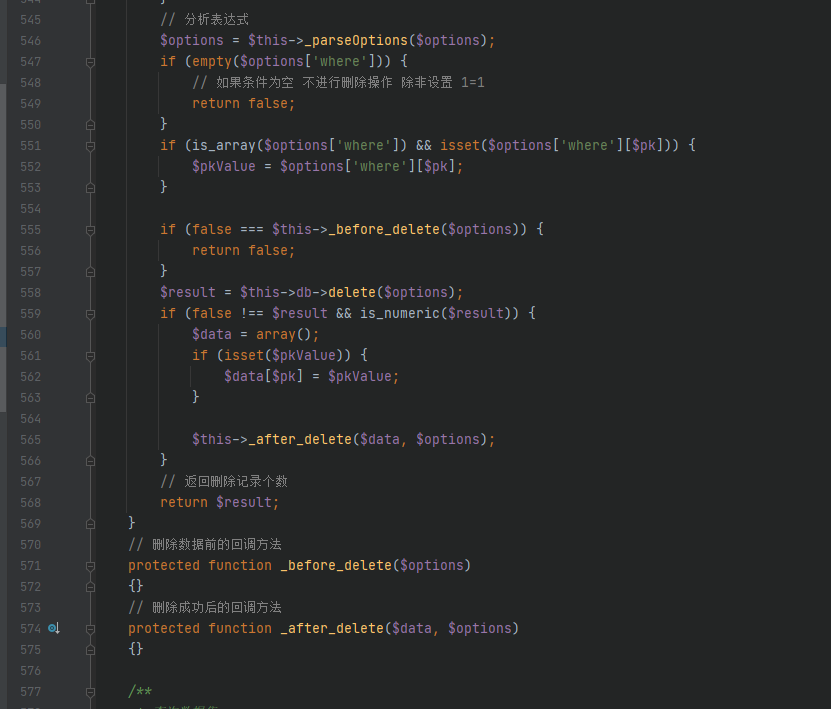 545 // 分析表达式
546 $options = $this->_parseOptions($options);
547 if (empty($options['where'])) {
548 // 如果条件为空 不进行删除操作 除非设置 1=1
549 return false;
550 }
551 if (is_array($options['where']) && isset($options['where'][$pk])) {
552 $pkValue = $options['where'][$pk];
553 }
554
555 if (false === $this->_before_delete($options)) {
556 return false;
557 }
558 $result = $this->db->delete($options);
559 if (false !== $result && is_numeric($result)) {
560 $data = array();
561 if (isset($pkValue)) {
562 $data[$pk] = $pkValue;
563 }
564
565 $this->_after_delete($data, $options);
566 }
567 // 返回删除记录个数
568 return $result;
569 }
570 // 删除数据前的回调方法
571 protected function _before_delete($options)
572 {}
573 // 删除成功后的回调方法
574 protected function _after_delete($data, $options)
575 {}
576
577 /**